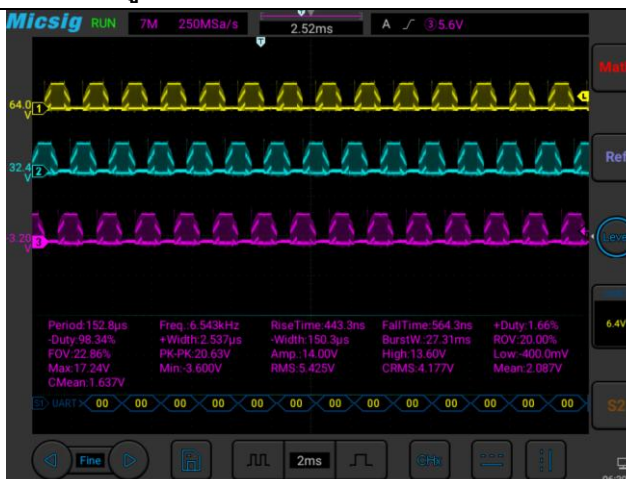 Micsig RUN 7M 250MSa/s 2.52ms A 3 5.6V
T
Mat
64.0 V 1 L
Ref
32.4 V 2
-3.20 3 Leve
6.4V
Period:152.8μs Freq.:6.543kHz RiseTime:443.3ns FallTime:564.3ns +Duty:1.66%
-Duty:98.34% +Width:2.537μs -Width:150.3μs BurstW.:27.31ms ROV:20.00%
FOV:22.86% PK-PK:20.63V Amp.:14.00V High:13.60V Low:-400.0mV
Max:17.24V Min:-3.600V RMS:5.425V CRMS:4.177V Mean:2.087V
CMean:1.637V
S1 UART 00 00 00 00 00 00 00 00 00 00 00 00
S2
Fine 2ms CHx